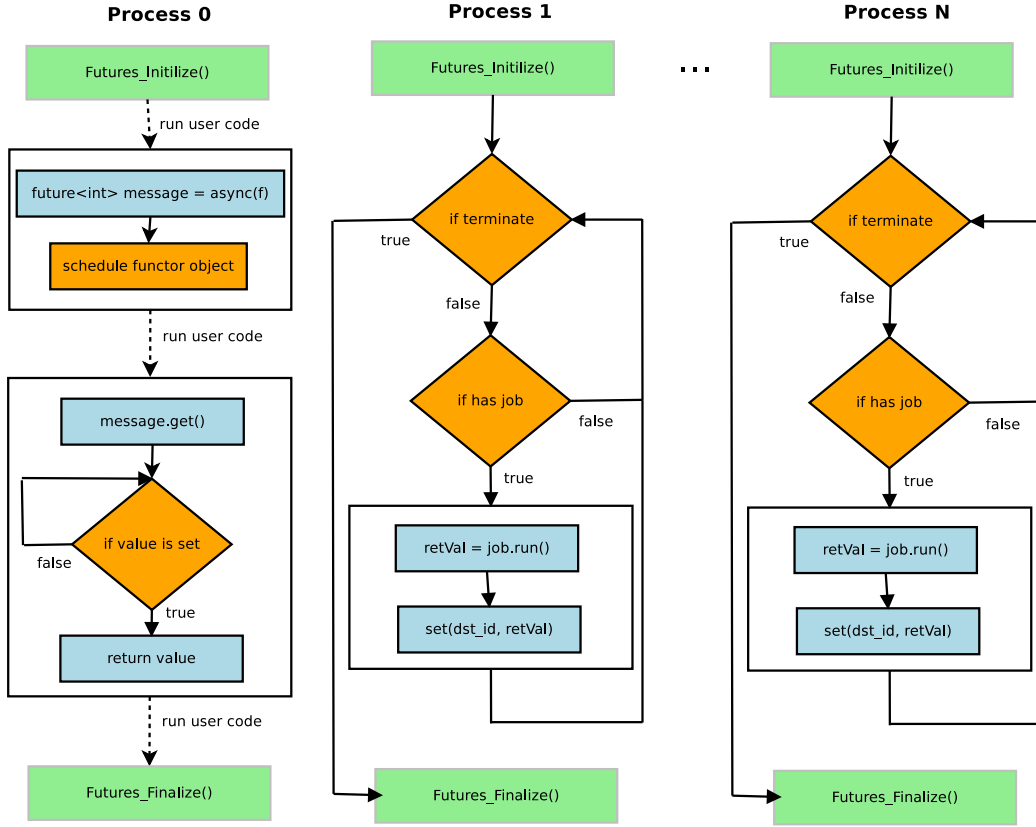 Process 0
Futures_Initilize()
run user code
future<int> message = async(f)
schedule functor object
run user code
message.get()
if value is set
false
true
return value
run user code
Futures_Finalize()
Process 1
Futures_Initilize()
if terminate
true
false
if has job
false
true
retVal = job.run()
set(dst_id, retVal)
Futures_Finalize()
...
Process N
Futures_Initilize()
if terminate
true
false
if has job
false
true
retVal = job.run()
set(dst_id, retVal)
Futures_Finalize()